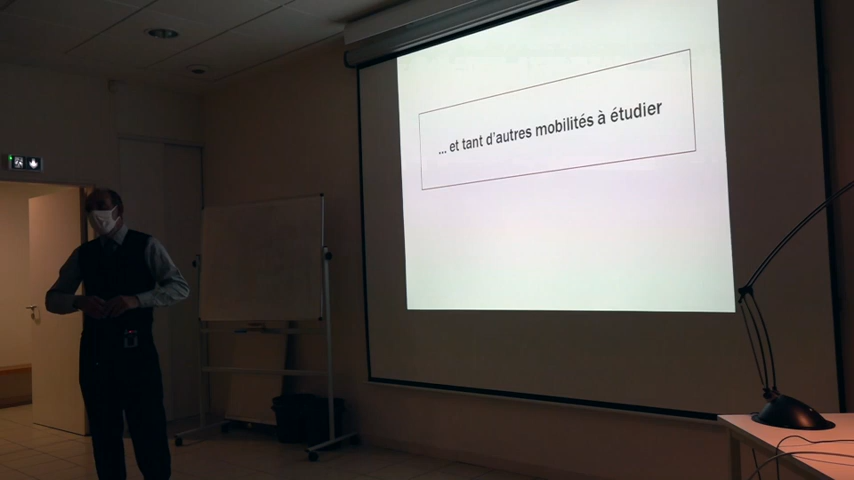 ... et tant d'autres mobilités à étudier